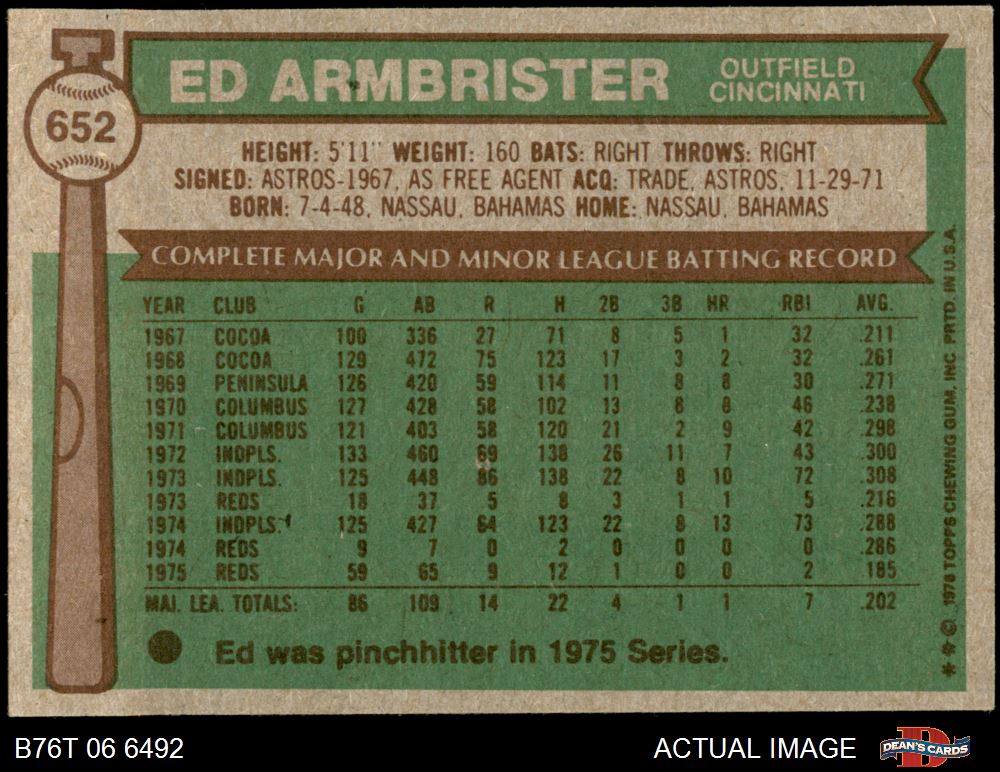 ED ARMBRISTER
OUTFIELD
CINCINNATI
652
HEIGHT: 5'11" WEIGHT: 160 BATS: RIGHT THROWS: RIGHT
SIGNED: ASTROS-1967, AS FREE AGENT ACQ: TRADE, ASTROS, 11-29-71
BORN: 7-4-48, NASSAU, BAHAMAS HOME: NASSAU, BAHAMAS
COMPLETE MAJOR AND MINOR LEAGUE BATTING RECORD
YEAR CLUB G AB R H 2B 3B HR RBI AVG.
1967 COCOA 100 336 27 71 8 5 1 32 .211
1968 COCOA 129 472 75 123 17 3 2 32 .261
1969 PENINSULA 126 420 59 114 11 8 8 30 .271
1970 COLUMBUS 127 428 58 102 13 8 8 46 .238
1971 COLUMBUS 121 403 58 120 21 2 9 42 .298
1972 INDPLS. 133 460 69 138 26 11 7 43 .300
1973 INDPLS. 125 448 86 138 22 8 10 72 .308
1973 REDS 18 37 5 8 3 1 1 5 .216
1974 INDPLS. 125 427 64 123 22 8 13 73 .288
1974 REDS 9 7 0 2 0 0 0 0 .286
1975 REDS 59 65 9 12 1 0 0 2 .185
MAJ. LEA. TOTALS: 86 109 14 22 4 1 1 7 .202
Ed was pinchhitter in 1975 Series.
** © 1976 TOPPS CHEWING GUM, INC. PRTD. IN U.S.A.
B76T 06 6492
ACTUAL IMAGE
DEAN'S CARDS